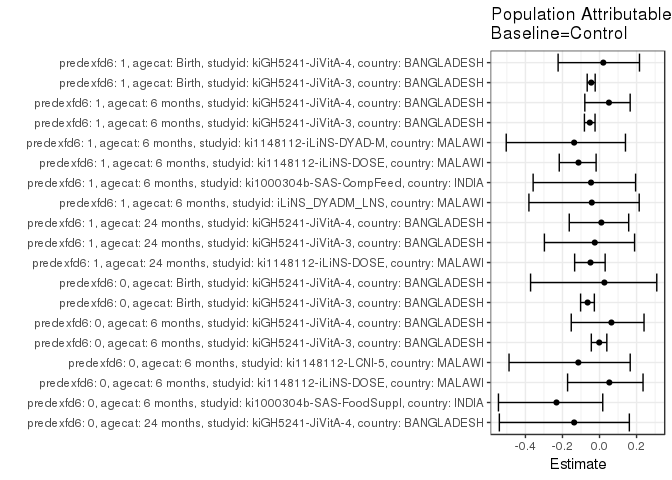 Population Attributable
Baseline=Control
predexfd6: 1, agecat: Birth, studyid: kiGH5241-JiVitA-4, country: BANGLADESH
predexfd6: 1, agecat: Birth, studyid: kiGH5241-JiVitA-3, country: BANGLADESH
predexfd6: 1, agecat: 6 months, studyid: kiGH5241-JiVitA-4, country: BANGLADESH
predexfd6: 1, agecat: 6 months, studyid: kiGH5241-JiVitA-3, country: BANGLADESH
predexfd6: 1, agecat: 6 months, studyid: ki1148112-iLiNS-DYAD-M, country: MALAWI
predexfd6: 1, agecat: 6 months, studyid: ki1148112-iLiNS-DOSE, country: MALAWI
predexfd6: 1, agecat: 6 months, studyid: ki1000304b-SAS-CompFeed, country: INDIA
predexfd6: 1, agecat: 6 months, studyid: iLiNS_DYADM_LNS, country: MALAWI
predexfd6: 1, agecat: 24 months, studyid: kiGH5241-JiVitA-4, country: BANGLADESH
predexfd6: 1, agecat: 24 months, studyid: kiGH5241-JiVitA-3, country: BANGLADESH
predexfd6: 1, agecat: 24 months, studyid: ki1148112-iLiNS-DOSE, country: MALAWI
predexfd6: 0, agecat: Birth, studyid: kiGH5241-JiVitA-4, country: BANGLADESH
predexfd6: 0, agecat: Birth, studyid: kiGH5241-JiVitA-3, country: BANGLADESH
predexfd6: 0, agecat: 6 months, studyid: kiGH5241-JiVitA-4, country: BANGLADESH
predexfd6: 0, agecat: 6 months, studyid: kiGH5241-JiVitA-3, country: BANGLADESH
predexfd6: 0, agecat: 6 months, studyid: ki1148112-LCNI-5, country: MALAWI
predexfd6: 0, agecat: 6 months, studyid: ki1148112-iLiNS-DOSE, country: MALAWI
predexfd6: 0, agecat: 6 months, studyid: ki1000304b-SAS-FoodSuppl, country: INDIA
predexfd6: 0, agecat: 24 months, studyid: kiGH5241-JiVitA-4, country: BANGLADESH
-0.4 -0.2 0.0 0.2
Estimate